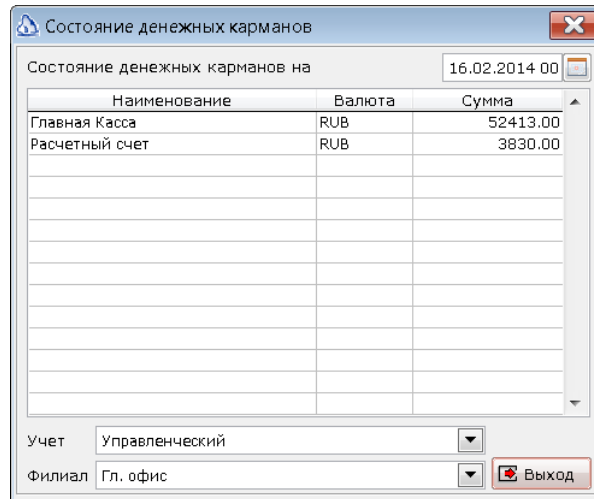 Состояние денежных карманов
Состояние денежных карманов на 16.02.2014 00
Наименование Валюта Сумма
Главная Касса RUB 52413.00
Расчетный счет RUB 3830.00
Учет Управленческий
Филиал Гл. офис Выход